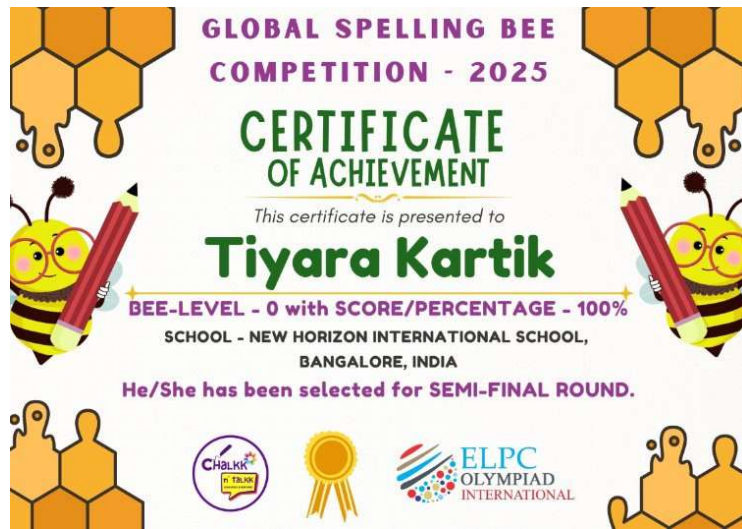 GLOBAL SPELLING BEE
COMPETITION - 2025
CERTIFICATE
OF ACHIEVEMENT
This certificate is presented to
Tiyara Kartik
BEE-LEVEL - 0 with SCORE/PERCENTAGE - 100%
SCHOOL - NEW HORIZON INTERNATIONAL SCHOOL,
BANGALORE, INDIA
He/She has been selected for SEMI-FINAL ROUND.
CHALKK
n' TALKK
ELPC
OLYMPIAD
INTERNATIONAL